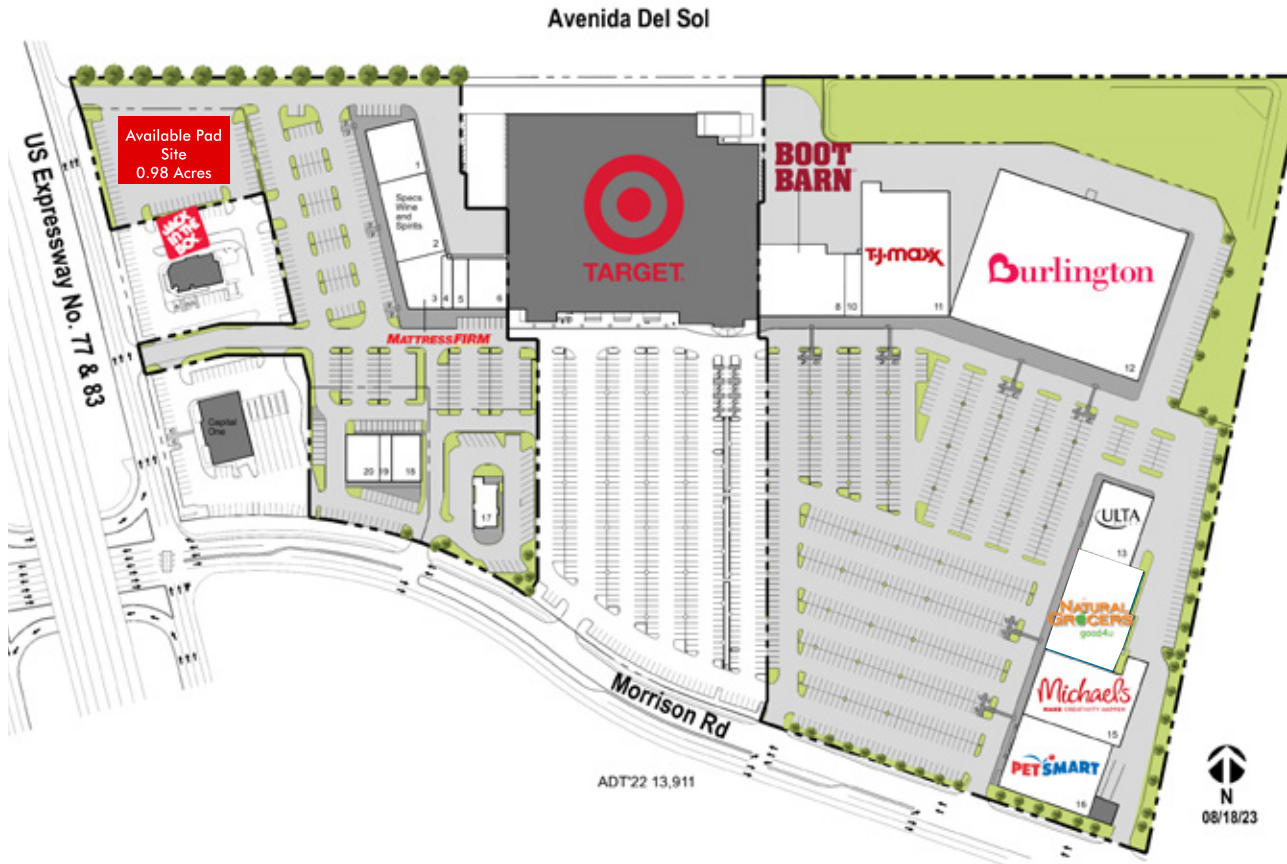 Avenida Del Sol
US Expressway No. 77 & 83
Available Pad
Site
0.98 Acres
JACK
IN THE
BOX
1
Specs
Wine
and
Spirits
2
3
4
5
6
MATTRESSFIRM
TARGET
BOOT
BARN
8
10
T.J.maxx
11
Burlington
12
Capital
One
20
19
18
17
ULTA
13
NATURAL
GROCERS
good4u
Michaels
MAKE CREATIVITY HAPPEN
15
PETSMART
16
Morrison Rd
ADT'22 13,911
N
08/18/23